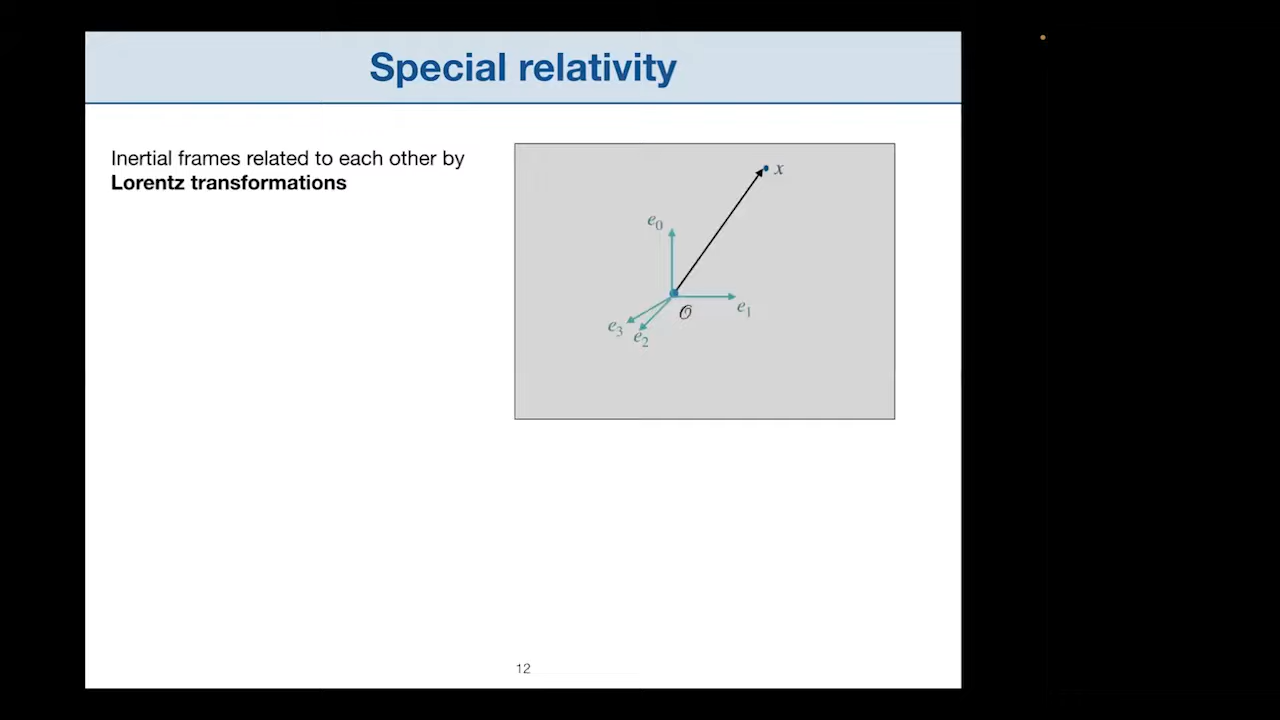 Special relativity
Inertial frames related to each other by
Lorentz transformations
x
e₀
𝒪
e₁
e₃
e₂
12